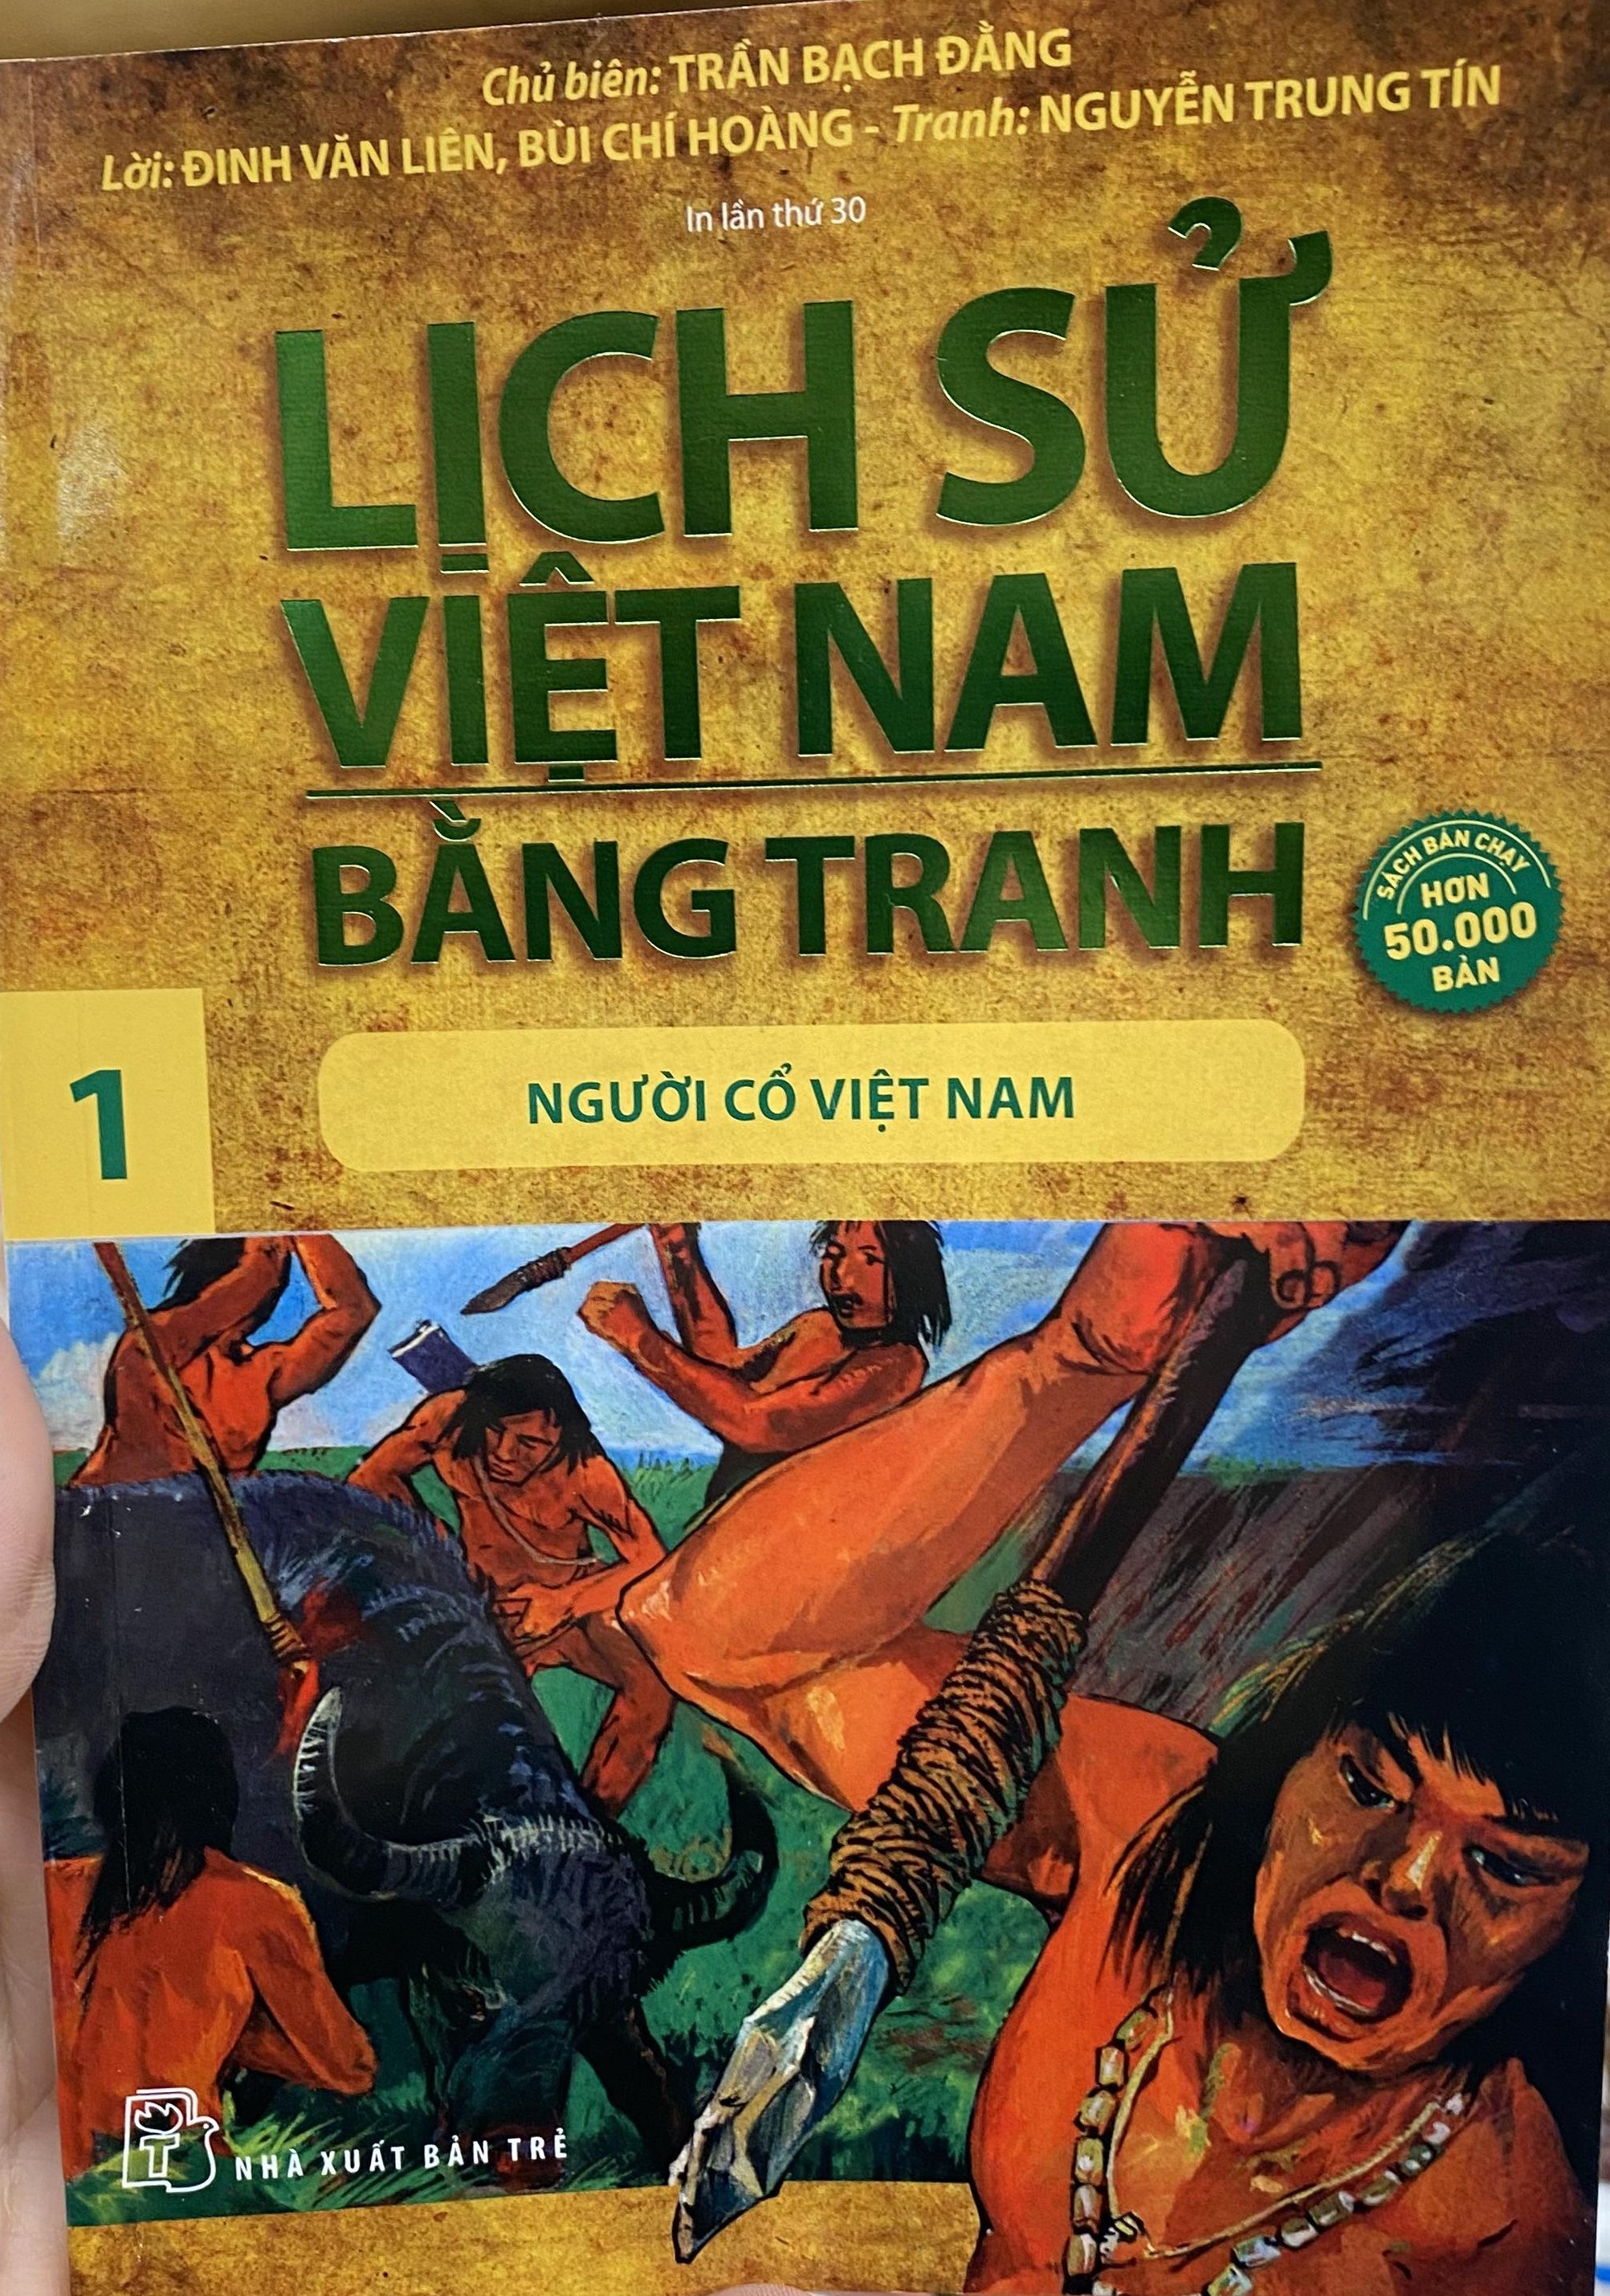 Chủ biên: TRẦN BẠCH ĐẰNG
Lời: ĐINH VĂN LIÊN, BÙI CHÍ HOÀNG - Tranh: NGUYỄN TRUNG TÍN
In lần thứ 30
LỊCH SỬ
VIỆT NAM
BẰNG TRANH
SÁCH BÁN CHẠY
HƠN
50.000
BẢN
1
NGƯỜI CỔ VIỆT NAM
NHÀ XUẤT BẢN TRẺ